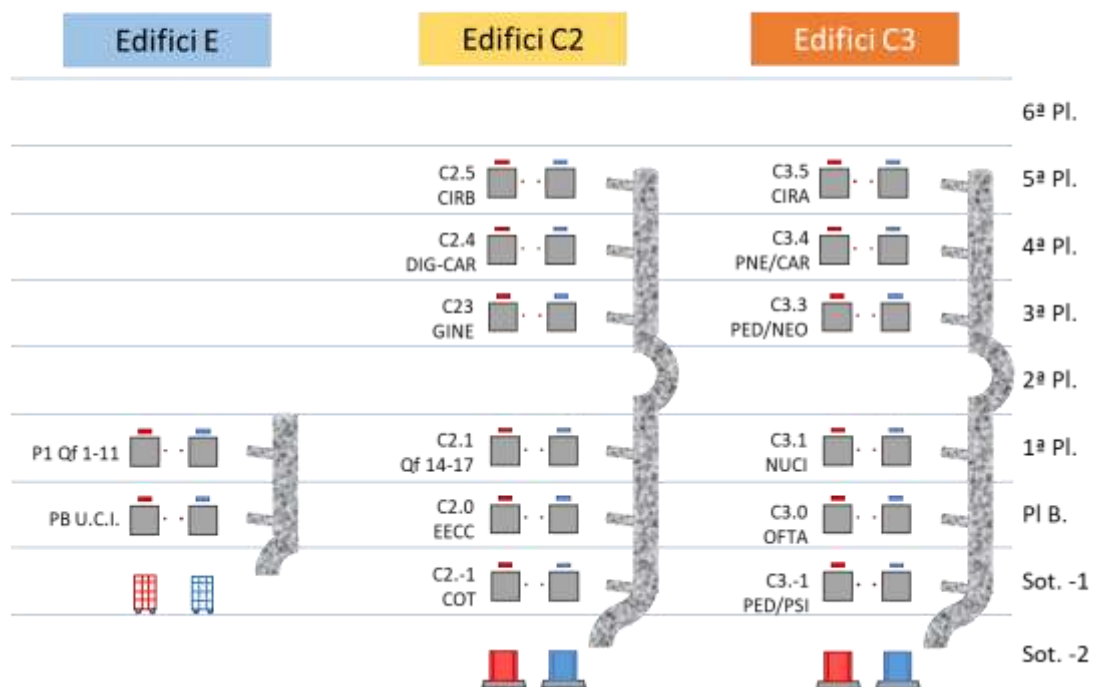 Edifici E
Edifici C2
Edifici C3
6ª Pl.
C2.5
CIRB
C3.5
CIRA
5ª Pl.
C2.4
DIG-CAR
C3.4
PNE/CAR
4ª Pl.
C23
GINE
C3.3
PED/NEO
3ª Pl.
2ª Pl.
P1 Qf 1-11
C2.1
Qf 14-17
C3.1
NUCI
1ª Pl.
PB U.C.I.
C2.0
EECC
C3.0
OFTA
Pl B.
C2.-1
COT
C3.-1
PED/PSI
Sot. -1
Sot. -2